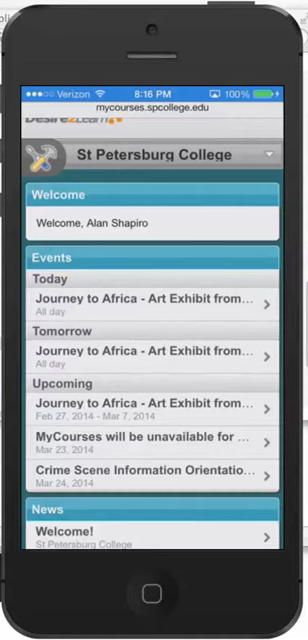 Verizon 8:16 PM 100%
mycourses.spcollege.edu
Desire2Learn
St Petersburg College
Welcome
Welcome, Alan Shapiro
Events
Today
Journey to Africa - Art Exhibit from...
All day
Tomorrow
Journey to Africa - Art Exhibit from...
All day
Upcoming
Journey to Africa - Art Exhibit from...
Feb 27, 2014 - Mar 7, 2014
MyCourses will be unavailable for ...
Mar 23, 2014
Crime Scene Information Orientatio...
Mar 24, 2014
News
Welcome!
St Petersburg College